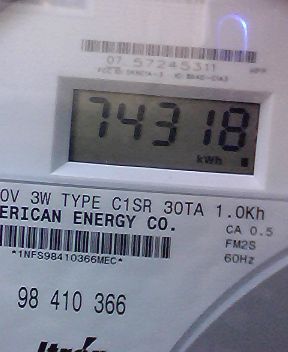 07 57245311
74318
kWh
0V 3W TYPE C1SR 30TA 1.0Kh
ERICAN ENERGY CO.
CA 0.5
FM2S
60Hz
*1NFS98410366MEC*
98 410 366
Itron